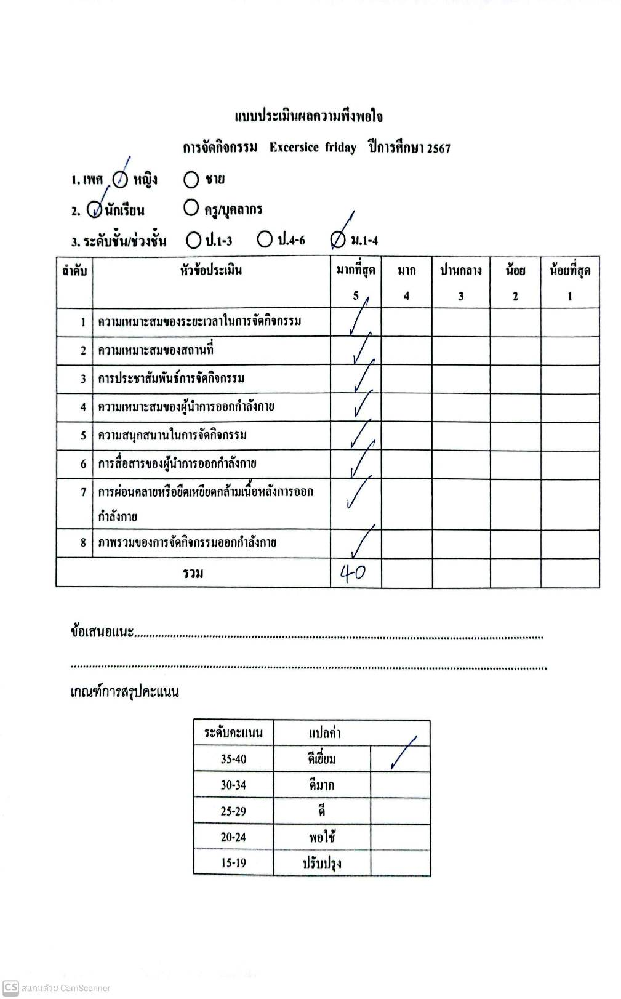 แบบประเมินผลความพึงพอใจ
การจัดกิจกรรม Excersice friday ปีการศึกษา 2567
1. เพศ หญิง ชาย
2. นักเรียน ครู/บุคลากร
3. ระดับชั้น/ช่วงชั้น ป.1-3 ป.4-6 ม.1-4
ลำดับ หัวข้อประเมิน มากที่สุด มาก ปานกลาง น้อย น้อยที่สุด
5 4 3 2 1
1 ความเหมาะสมของระยะเวลาในการจัดกิจกรรม
2 ความเหมาะสมของสถานที่
3 การประชาสัมพันธ์การจัดกิจกรรม
4 ความเหมาะสมของผู้นำการออกกำลังกาย
5 ความสนุกสนานในการจัดกิจกรรม
6 การสื่อสารของผู้นำการออกกำลังกาย
7 การผ่อนคลายหรือยืดเหยียดกล้ามเนื้อหลังการออก
กำลังกาย
8 ภาพรวมของการจัดกิจกรรมออกกำลังกาย
รวม 40
ข้อเสนอแนะ
เกณฑ์การสรุปคะแนน
ระดับคะแนน แปลค่า
35-40 ดีเยี่ยม
30-34 ดีมาก
25-29 ดี
20-24 พอใช้
15-19 ปรับปรุง
CS สแกนด้วย CamScanner